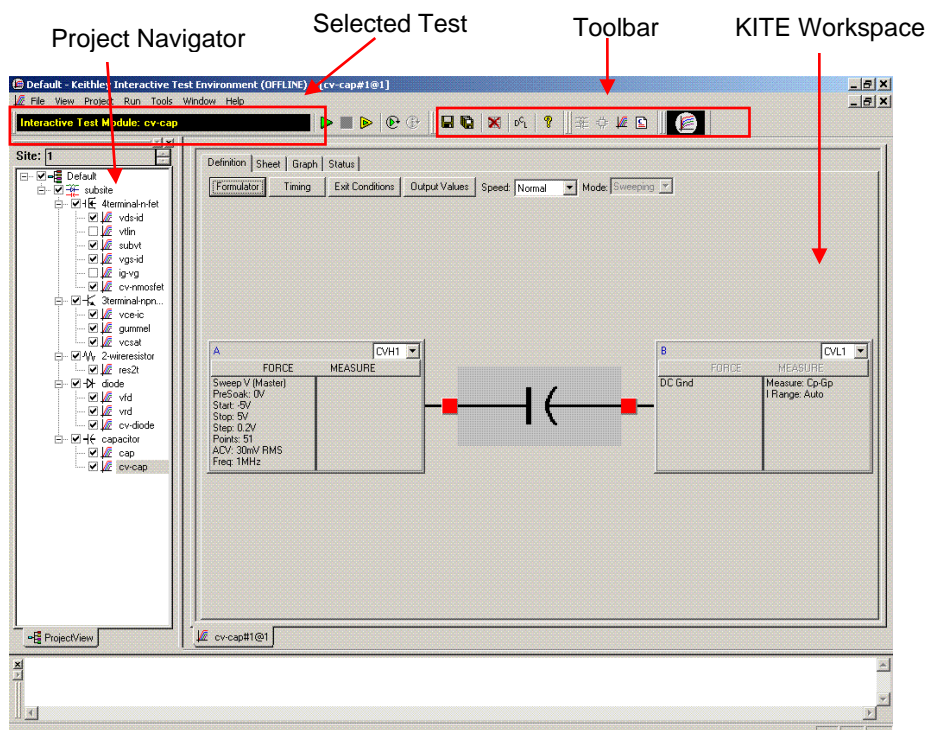 Project Navigator
Selected Test
Toolbar
KITE Workspace
Default - Keithley Interactive Test Environment (OFFLINE) [cv-cap#1@1]
File View Project Run Tools Window Help
Interactive Test Module: cv-cap
Site: 1
Default
subsite
4terminal-n-fet
vds-id
vtlin
subvt
vgs-id
ig-vg
cv-nmosfet
3terminal-npn...
vce-ic
gummel
vcsat
2-wireresistor
res2t
diode
vfd
vrd
cv-diode
capacitor
cap
cv-cap
ProjectView
Definition Sheet Graph Status
Formulator Timing Exit Conditions Output Values Speed: Normal Mode: Sweeping
A CVH1
FORCE MEASURE
Sweep V (Master)
PreSoak: 0V
Start: -5V
Stop: 5V
Step: 0.2V
Points: 51
ACV: 30mV RMS
Freq: 1MHz
B CVL1
FORCE MEASURE
DC Gnd Measure: Cp-Gp
I Range: Auto
cv-cap#1@1